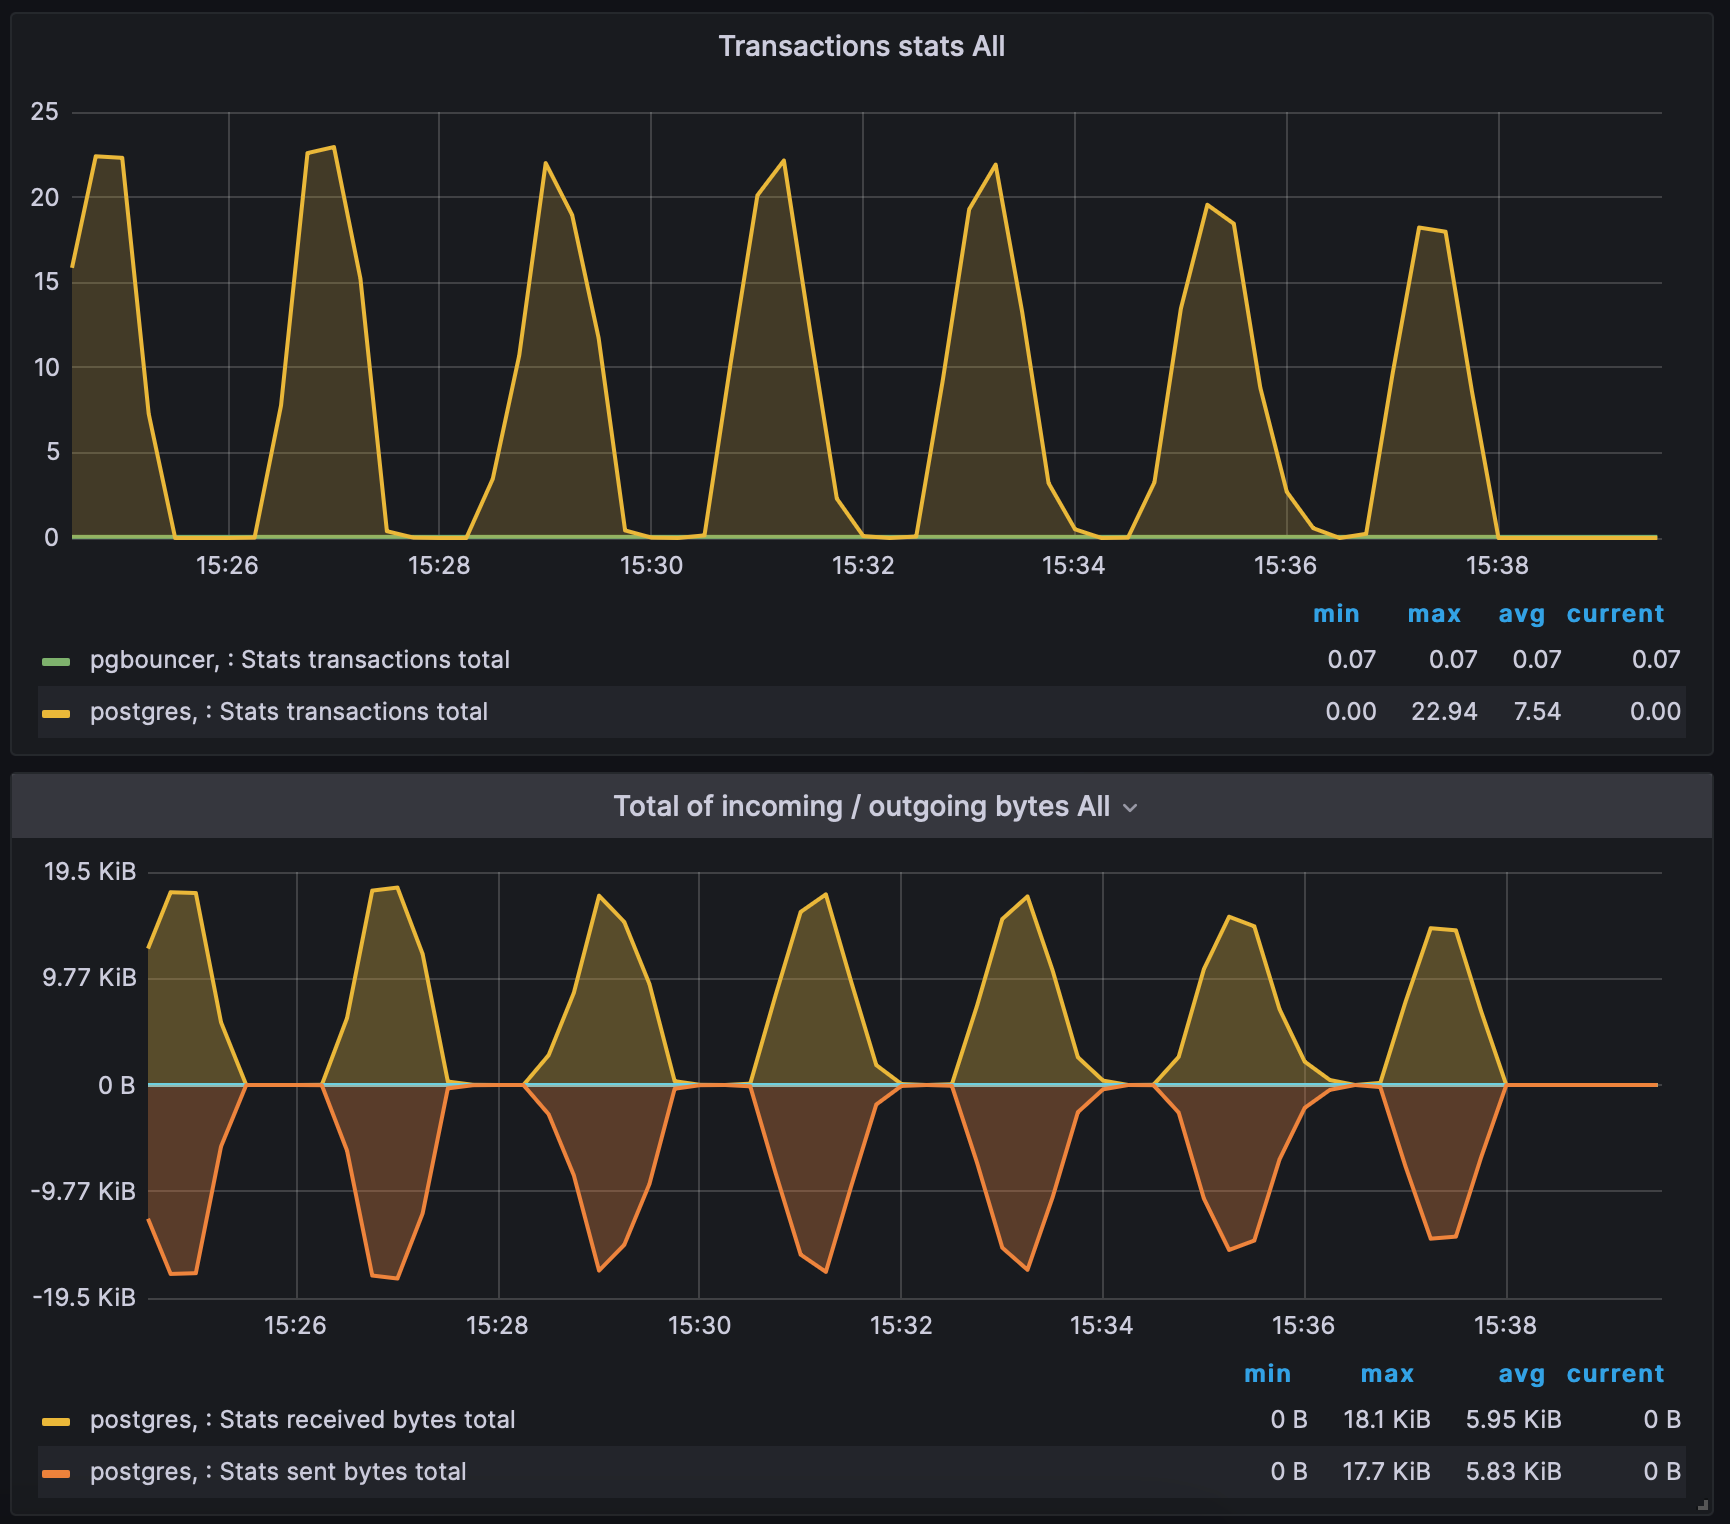 Transactions stats All
25
20
15
10
5
0
15:26 15:28 15:30 15:32 15:34 15:36 15:38
min max avg current
pgbouncer, : Stats transactions total 0.07 0.07 0.07 0.07
postgres, : Stats transactions total 0.00 22.94 7.54 0.00
Total of incoming / outgoing bytes All
19.5 KiB
9.77 KiB
0 B
-9.77 KiB
-19.5 KiB
15:26 15:28 15:30 15:32 15:34 15:36 15:38
min max avg current
postgres, : Stats received bytes total 0 B 18.1 KiB 5.95 KiB 0 B
postgres, : Stats sent bytes total 0 B 17.7 KiB 5.83 KiB 0 B